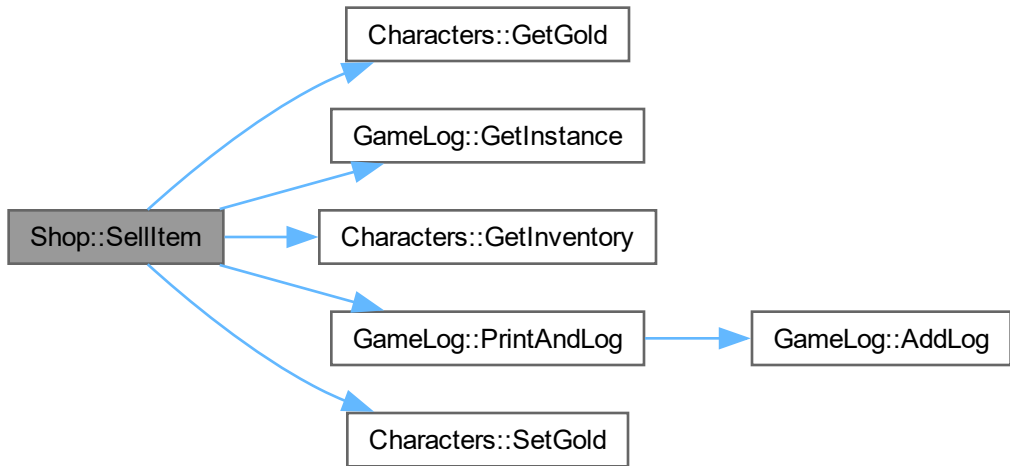 Characters::GetGold
GameLog::GetInstance
Shop::SellItem
Characters::GetInventory
GameLog::PrintAndLog
GameLog::AddLog
Characters::SetGold